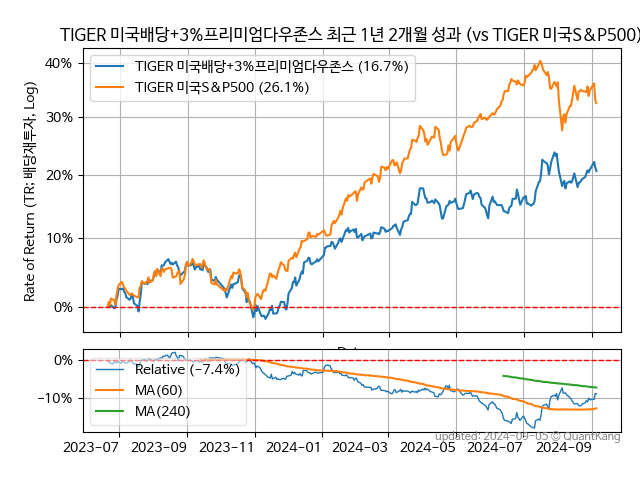 TIGER 미국배당+3%프리미엄다우존스 최근 1년 2개월 성과 (vs TIGER 미국S&P500)
Rate of Return (TR: 배당재투자, Log)
40%
30%
20%
10%
0%
TIGER 미국배당+3%프리미엄다우존스 (16.7%)
TIGER 미국S&P500 (26.1%)
0%
-10%
Relative (-7.4%)
MA(60)
MA(240)
updated: 2024-09-05 © QuantKang
2023-07 2023-09 2023-11 2024-01 2024-03 2024-05 2024-07 2024-09